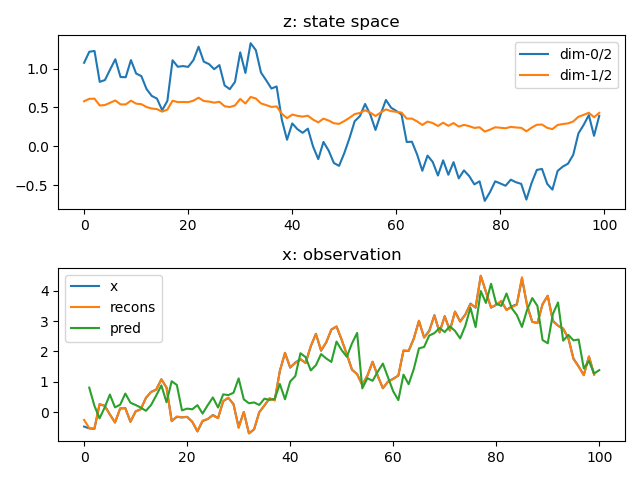 z: state space
1.0
0.5
0.0
−0.5
dim-0/2
dim-1/2
0 20 40 60 80 100
x: observation
4
3
2
1
0
x
recons
pred
0 20 40 60 80 100